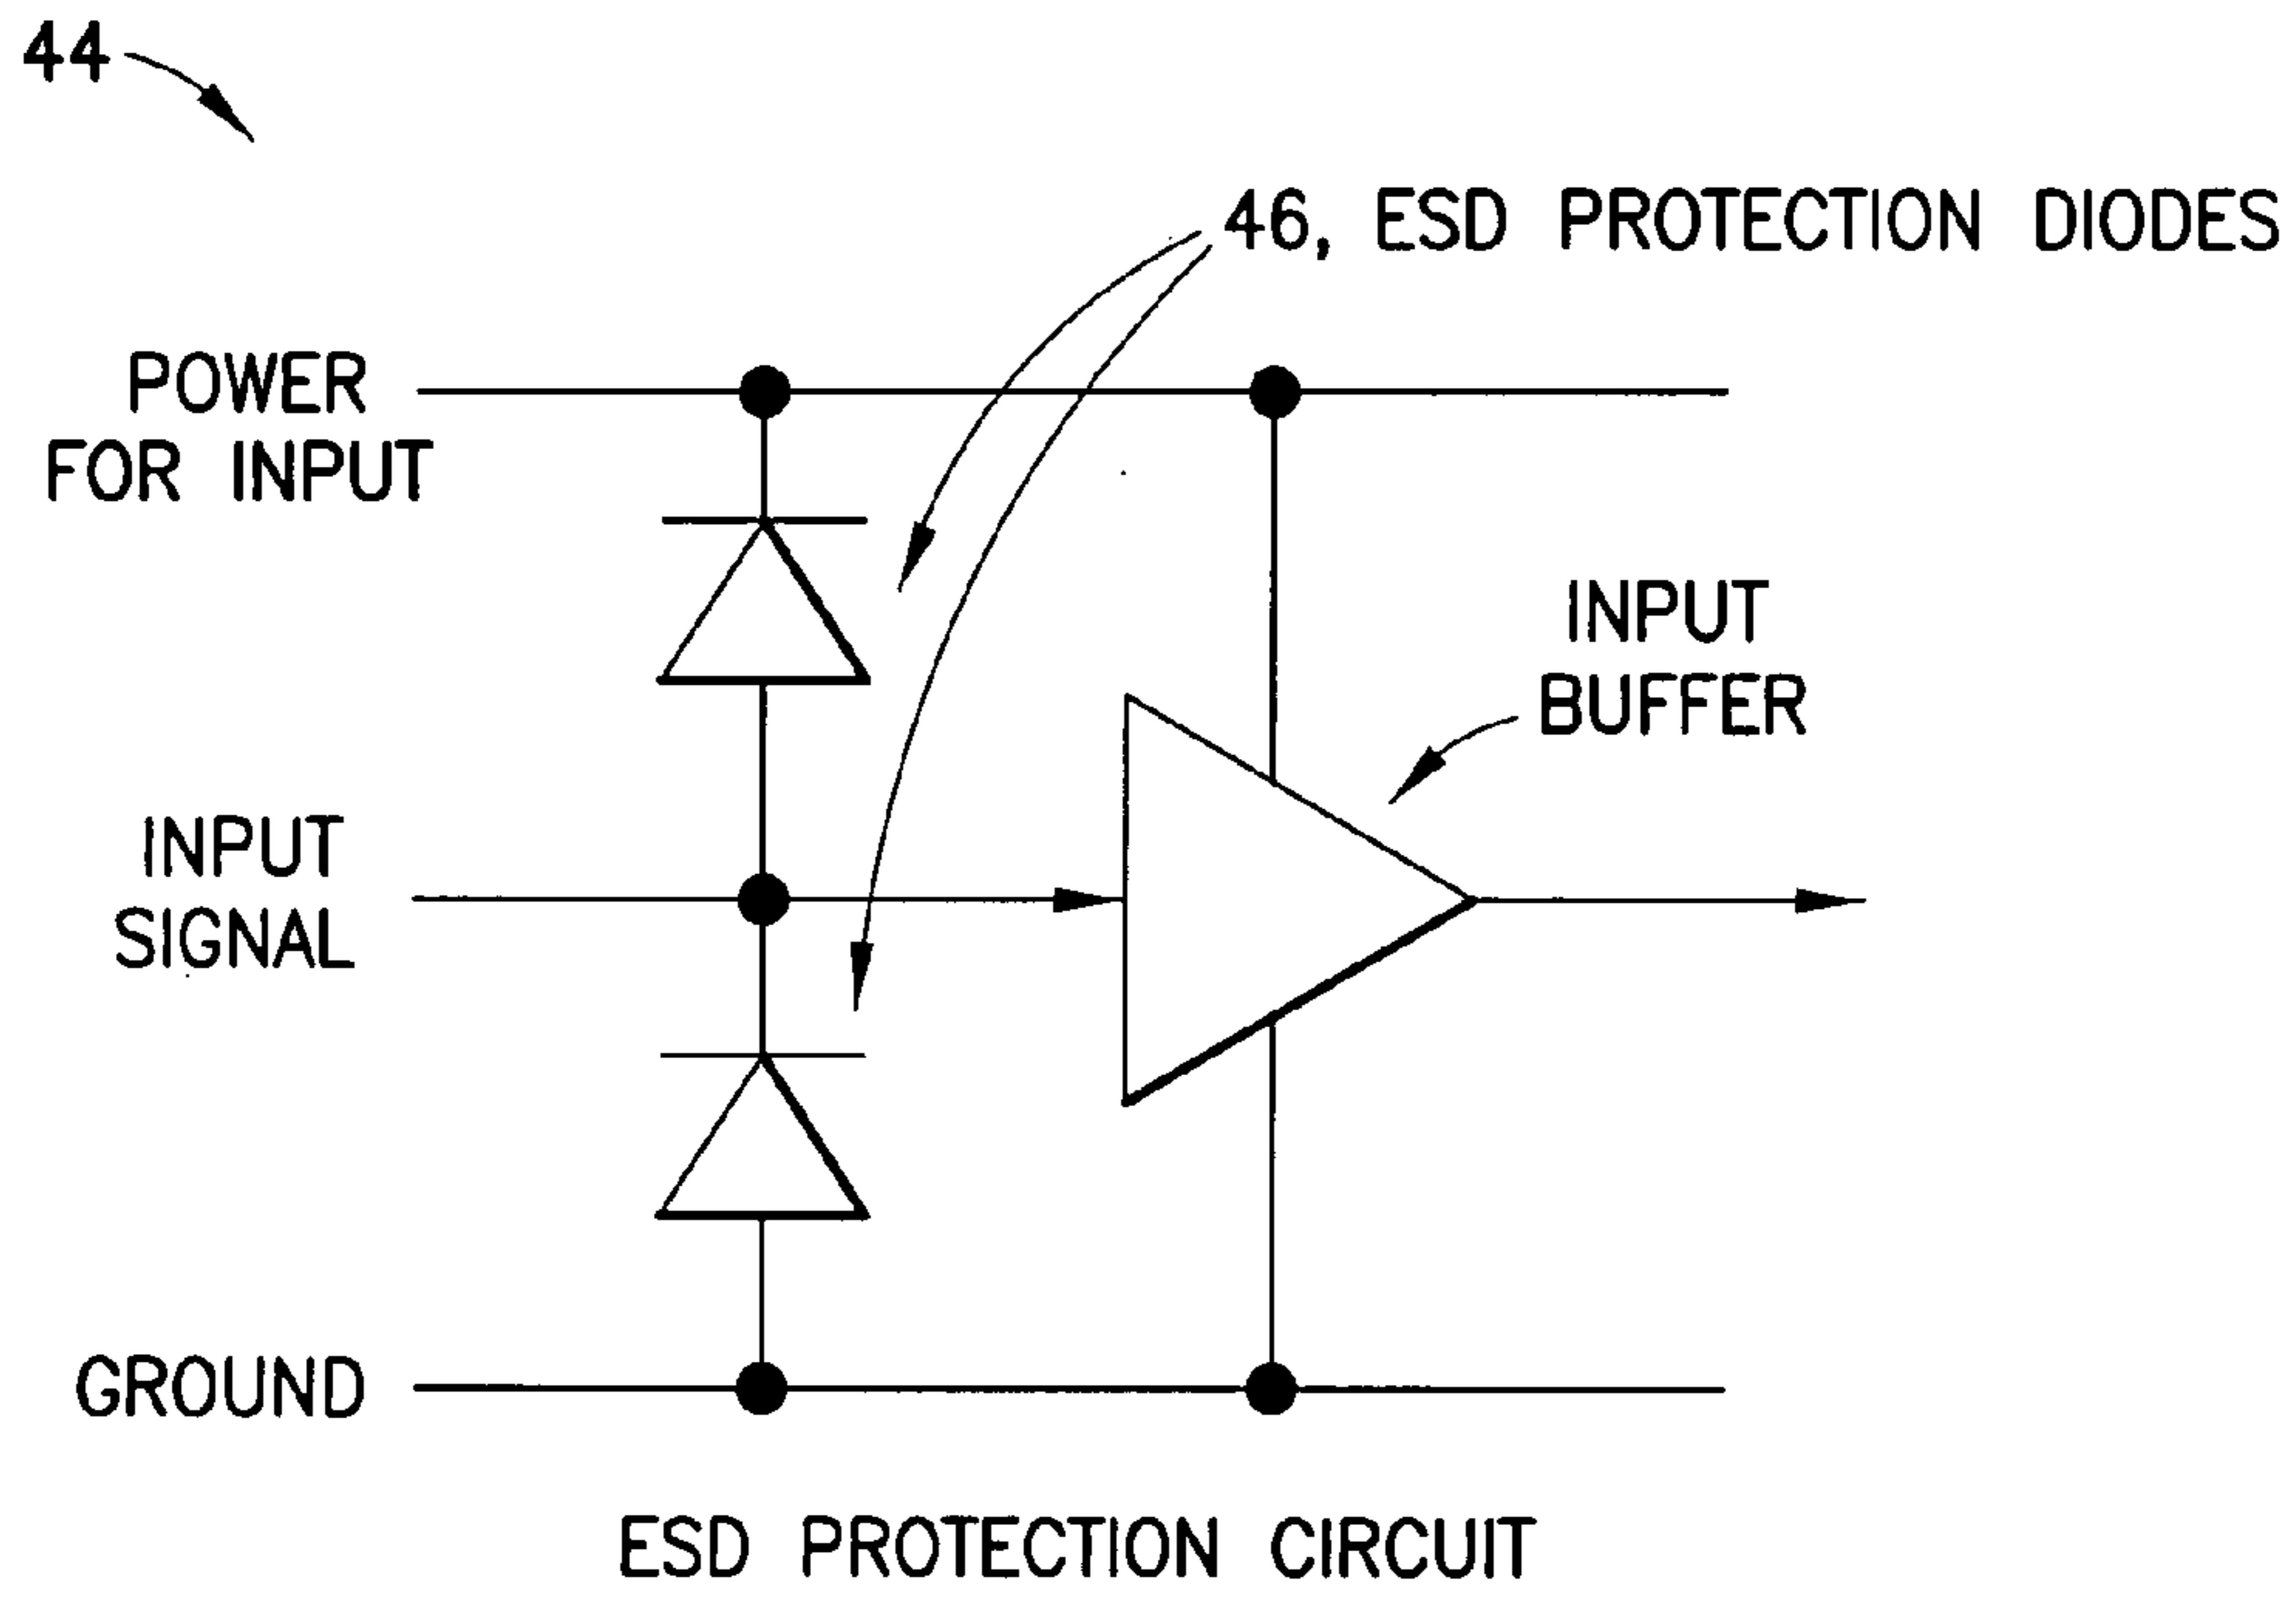 44
46, ESD PROTECTION DIODES
POWER
FOR INPUT
INPUT
BUFFER
INPUT
SIGNAL
GROUND
ESD PROTECTION CIRCUIT